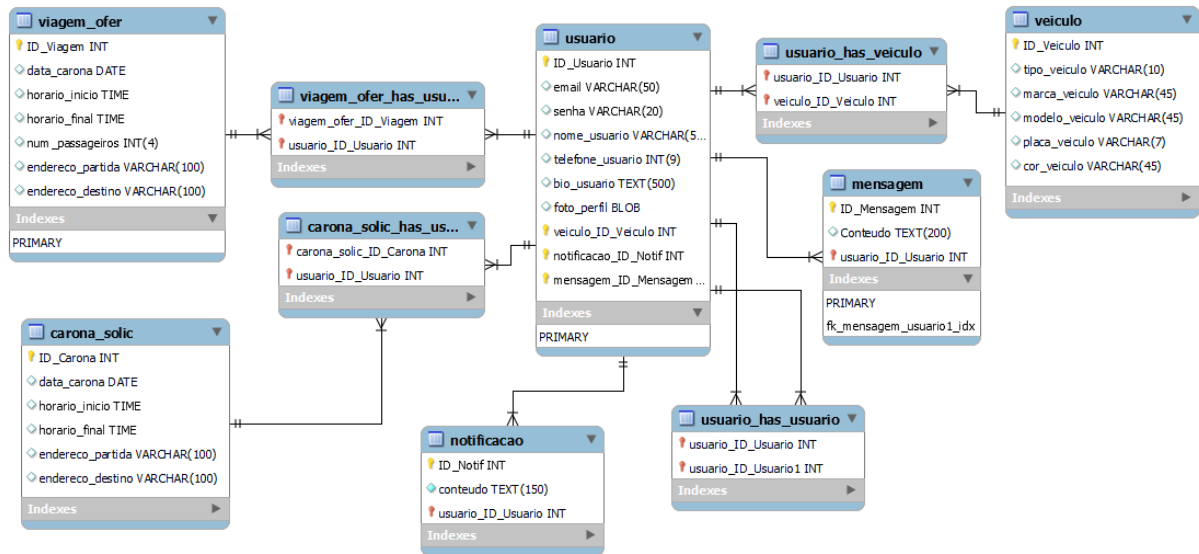 viagem_ofer
ID_Viagem INT
data_carona DATE
horario_inicio TIME
horario_final TIME
num_passageiros INT(4)
endereco_partida VARCHAR(100)
endereco_destino VARCHAR(100)
Indexes
PRIMARY
viagem_ofer_has_usu...
viagem_ofer_ID_Viagem INT
usuario_ID_Usuario INT
Indexes
carona_solic_has_us...
carona_solic_ID_Carona INT
usuario_ID_Usuario INT
Indexes
carona_solic
ID_Carona INT
data_carona DATE
horario_inicio TIME
horario_final TIME
endereco_partida VARCHAR(100)
endereco_destino VARCHAR(100)
Indexes
usuario
ID_Usuario INT
email VARCHAR(50)
senha VARCHAR(20)
nome_usuario VARCHAR(5...
telefone_usuario INT(9)
bio_usuario TEXT(500)
foto_perfil BLOB
veiculo_ID_Veiculo INT
notificacao_ID_Notif INT
mensagem_ID_Mensagem ...
Indexes
PRIMARY
notificacao
ID_Notif INT
conteudo TEXT(150)
usuario_ID_Usuario INT
Indexes
usuario_has_veiculo
usuario_ID_Usuario INT
veiculo_ID_Veiculo INT
Indexes
mensagem
ID_Mensagem INT
Conteudo TEXT(200)
usuario_ID_Usuario INT
Indexes
PRIMARY
fk_mensagem_usuario1_idx
usuario_has_usuario
usuario_ID_Usuario INT
usuario_ID_Usuario1 INT
Indexes
veiculo
ID_Veiculo INT
tipo_veiculo VARCHAR(10)
marca_veiculo VARCHAR(45)
modelo_veiculo VARCHAR(45)
placa_veiculo VARCHAR(7)
cor_veiculo VARCHAR(45)
Indexes